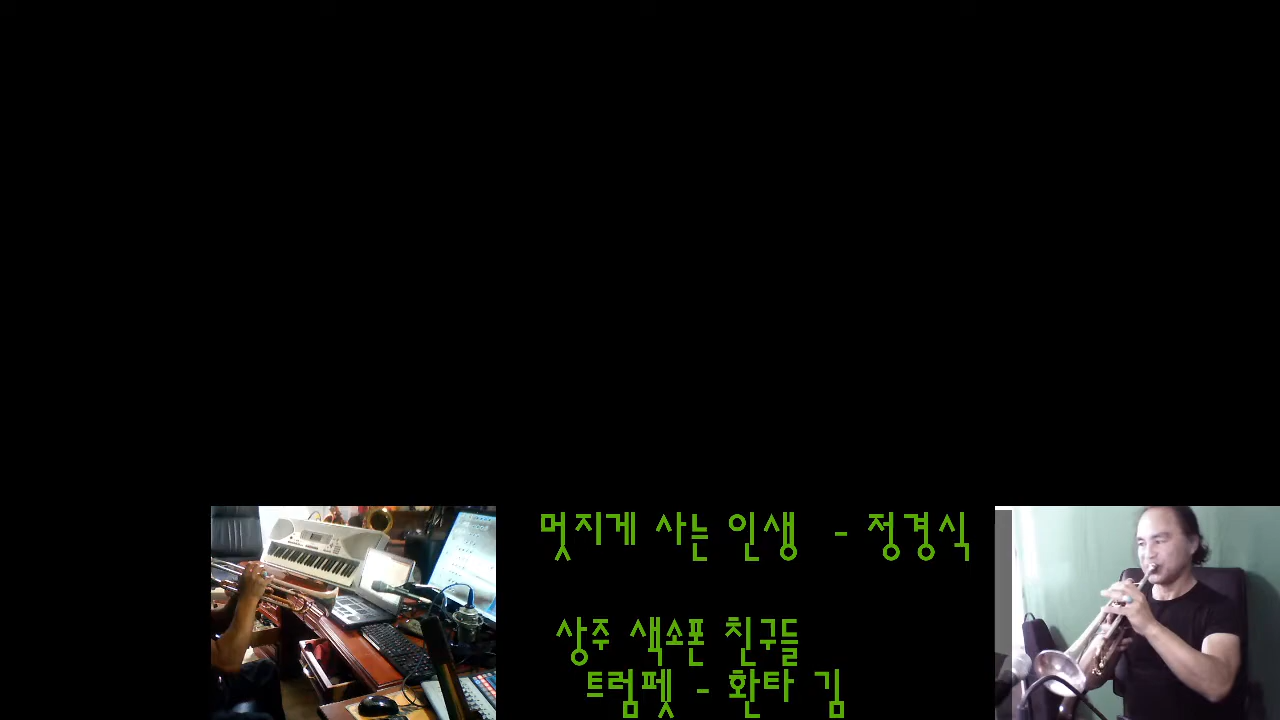 멋지게 사는 인생 - 정경식
상주 색소폰 친구들
트럼펫 - 환타 김